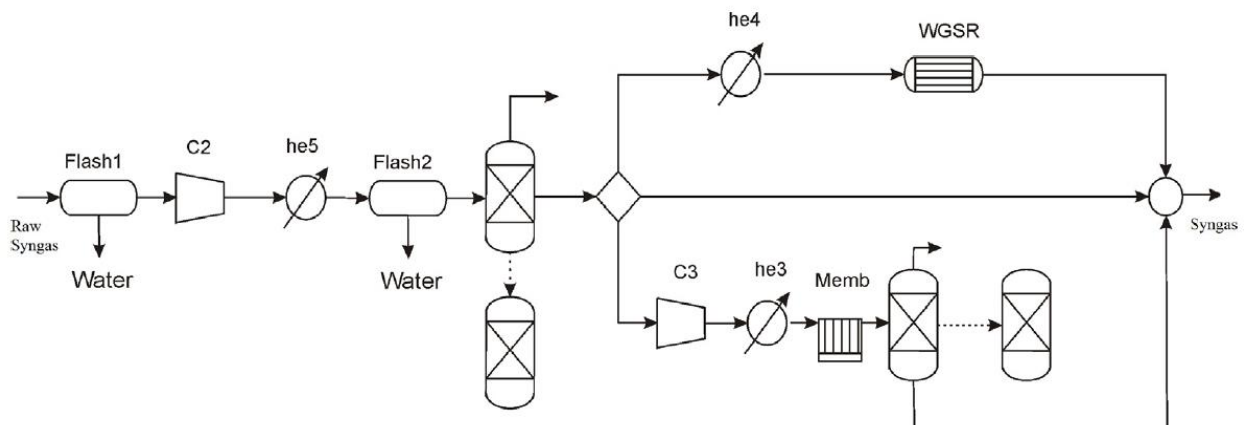 he4
WGSR
Flash1
C2
he5
Flash2
Raw
Syngas
Syngas
Water
Water
C3
he3
Memb